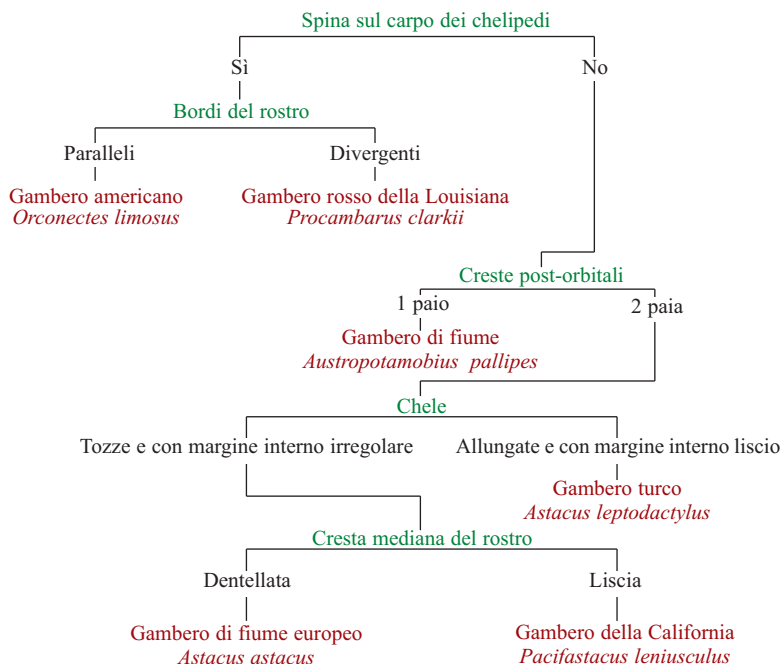 Spina sul carpo dei chelipedi
Sì
No
Bordi del rostro
Paralleli
Divergenti
Gambero americano
Orconectes limosus
Gambero rosso della Louisiana
Procambarus clarkii
Creste post-orbitali
1 paio
2 paia
Gambero di fiume
Austropotamobius pallipes
Chele
Tozze e con margine interno irregolare
Allungate e con margine interno liscio
Gambero turco
Astacus leptodactylus
Cresta mediana del rostro
Dentellata
Liscia
Gambero di fiume europeo
Astacus astacus
Gambero della California
Pacifastacus leniusculus